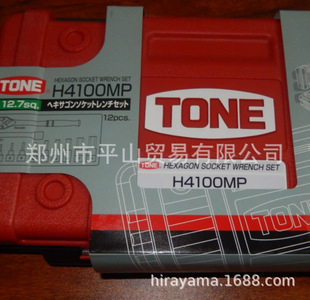 TONE
HEXAGON SOCKET WRENCH SET
H4100MP
12.7sq.
ヘキサゴンソケットレンチセット
12pcs.
TONE
郑州市平山贸易有限公司
HEXAGON SOCKET WRENCH SET
H4100MP
TONE
hirayama.1688.com